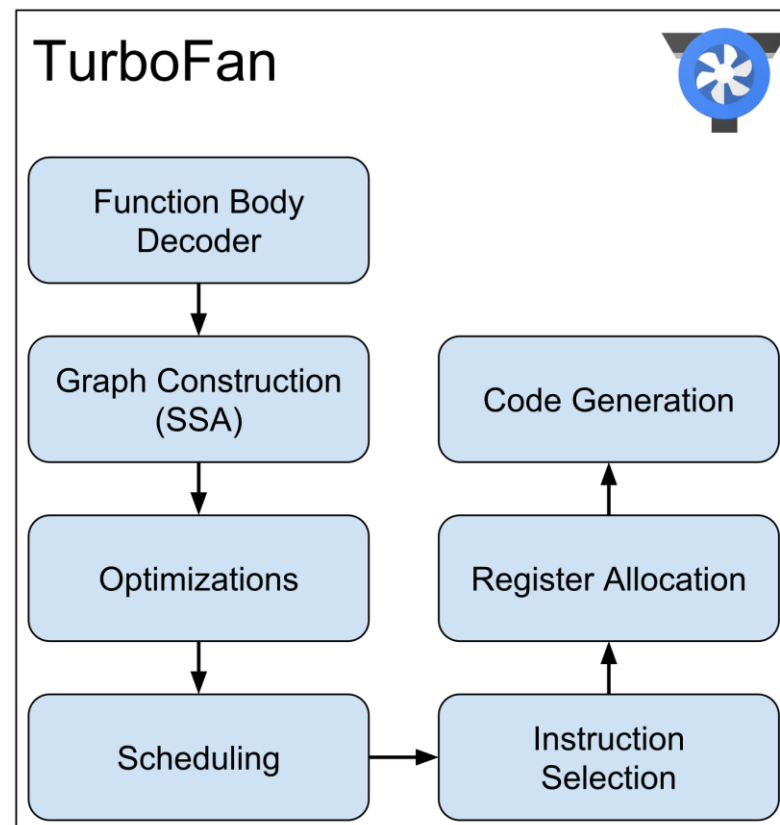 TurboFan
Function Body
Decoder
Graph Construction
(SSA)
Optimizations
Scheduling
Instruction
Selection
Register Allocation
Code Generation